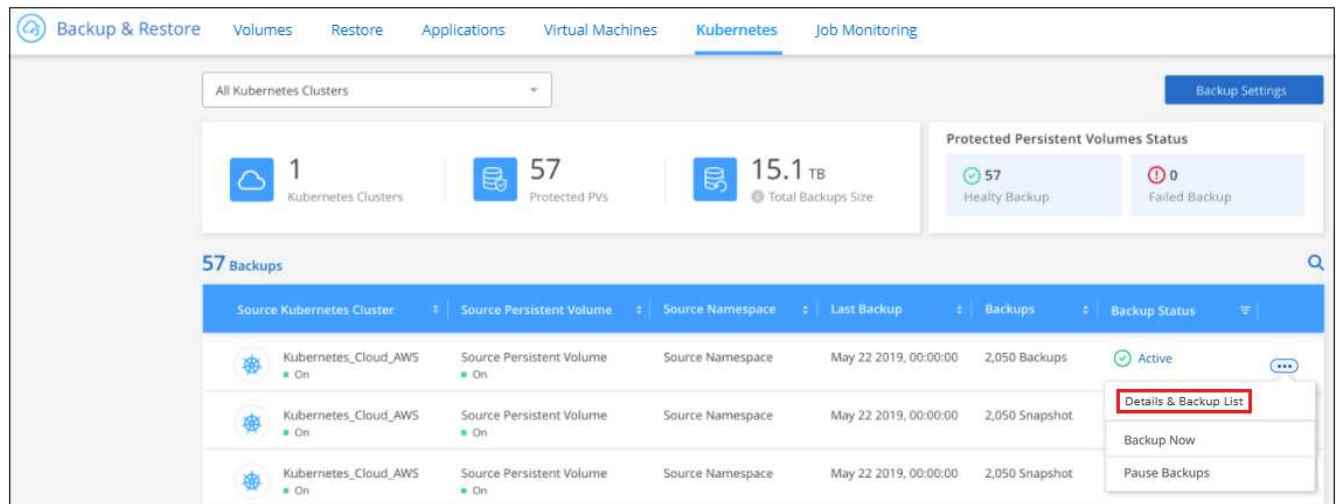 Backup & Restore Volumes Restore Applications Virtual Machines Kubernetes Job Monitoring
All Kubernetes Clusters
Backup Settings
1
Kubernetes Clusters
57
Protected PVs
15.1 TB
Total Backups Size
Protected Persistent Volumes Status
57
Healty Backup
0
Failed Backup
57 Backups
Source Kubernetes Cluster Source Persistent Volume Source Namespace Last Backup Backups Backup Status
Kubernetes_Cloud_AWS Source Persistent Volume Source Namespace May 22 2019, 00:00:00 2,050 Backups Active
On On
Details & Backup List
Kubernetes_Cloud_AWS Source Persistent Volume Source Namespace May 22 2019, 00:00:00 2,050 Snapshot
On On
Backup Now
Kubernetes_Cloud_AWS Source Persistent Volume Source Namespace May 22 2019, 00:00:00 2,050 Snapshot
Pause Backups
On On